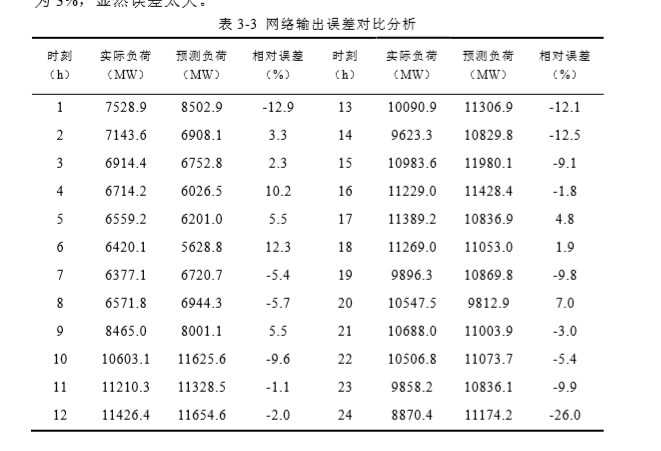 为 5%，显然误差太大。
表 3-3 网络输出误差对比分析
时刻 实际负荷 预测负荷 相对误差 时刻 实际负荷 预测负荷 相对误差
（h） （MW） （MW） （%） （h） （MW） （MW） （%）
1 7528.9 8502.9 -12.9 13 10090.9 11306.9 -12.1
2 7143.6 6908.1 3.3 14 9623.3 10829.8 -12.5
3 6914.4 6752.8 2.3 15 10983.6 11980.1 -9.1
4 6714.2 6026.5 10.2 16 11229.0 11428.4 -1.8
5 6559.2 6201.0 5.5 17 11389.2 10836.9 4.8
6 6420.1 5628.8 12.3 18 11269.0 11053.0 1.9
7 6377.1 6720.7 -5.4 19 9896.3 10869.8 -9.8
8 6571.8 6944.3 -5.7 20 10547.5 9812.9 7.0
9 8465.0 8001.1 5.5 21 10688.0 11003.9 -3.0
10 10603.1 11625.6 -9.6 22 10506.8 11073.7 -5.4
11 11210.3 11328.5 -1.1 23 9858.2 10836.1 -9.9
12 11426.4 11654.6 -2.0 24 8870.4 11174.2 -26.0